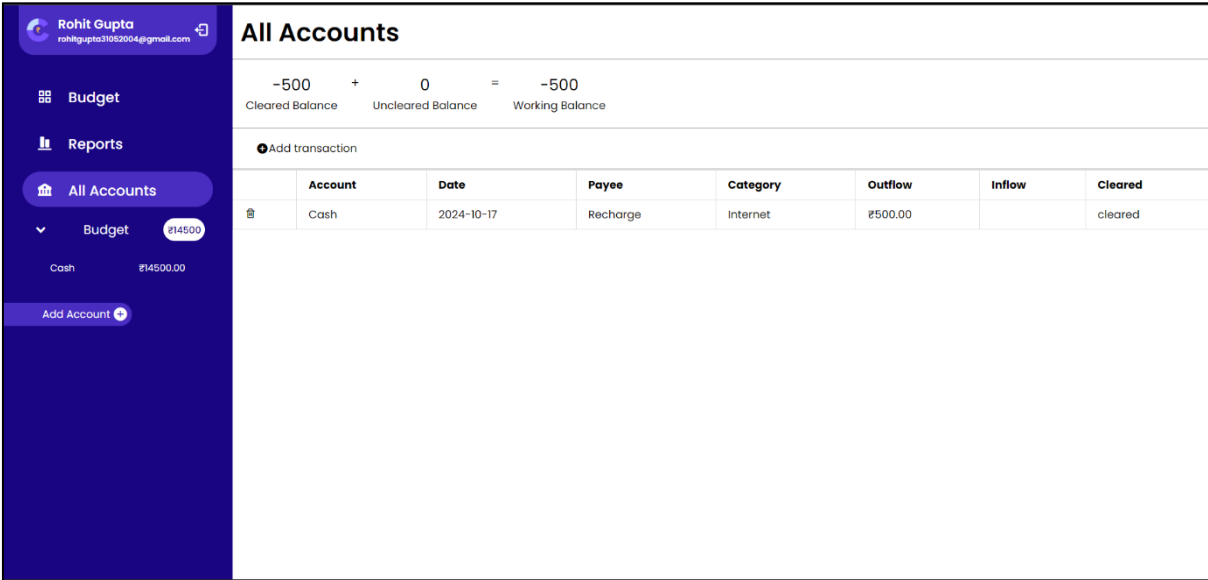 Rohit Gupta
rohitgupta31052004@gmail.com
Budget
Reports
All Accounts
Budget ₹14500
Cash ₹14500.00
Add Account
All Accounts
-500 + 0 = -500
Cleared Balance Uncleared Balance Working Balance
Add transaction
Account Date Payee Category Outflow Inflow Cleared
Cash 2024-10-17 Recharge Internet ₹500.00 cleared